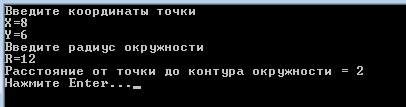 Введите координаты точки
X=8
Y=6
Введите радиус окружности
R=12
Расстояние от точки до контура окружности = 2
Нажмите Enter..._